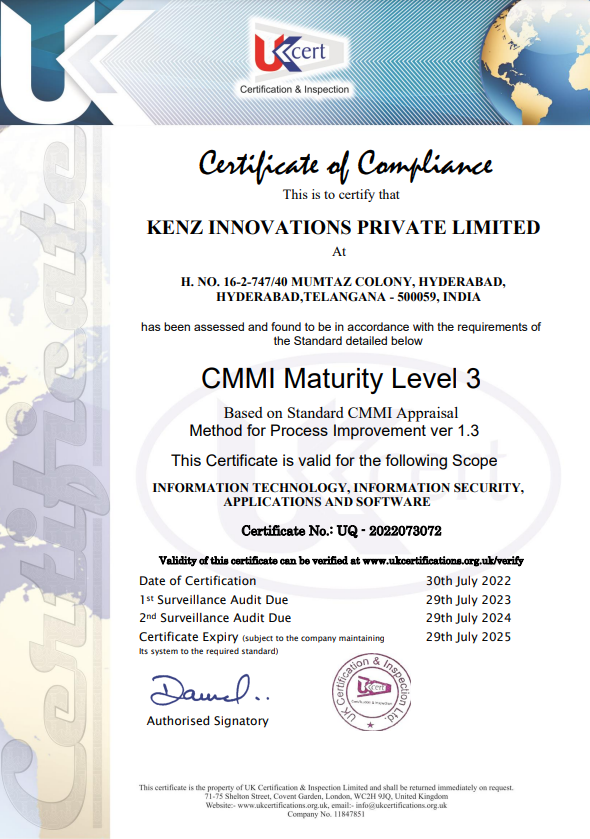 UK cert
Certification & Inspection
Certificate
Certificate of Compliance
This is to certify that
KENZ INNOVATIONS PRIVATE LIMITED
At
H. NO. 16-2-747/40 MUMTAZ COLONY, HYDERABAD,
HYDERABAD,TELANGANA - 500059, INDIA
has been assessed and found to be in accordance with the requirements of
the Standard detailed below
CMMI Maturity Level 3
Based on Standard CMMI Appraisal
Method for Process Improvement ver 1.3
This Certificate is valid for the following Scope
INFORMATION TECHNOLOGY, INFORMATION SECURITY,
APPLICATIONS AND SOFTWARE
Certificate No.: UQ - 2022073072
Validity of this certificate can be verified at www.ukcertifications.org.uk/verify
Date of Certification 30th July 2022
1st Surveillance Audit Due 29th July 2023
2nd Surveillance Audit Due 29th July 2024
Certificate Expiry (subject to the company maintaining 29th July 2025
Its system to the required standard)
Authorised Signatory
UK Certification & Inspection Ltd.
UK cert
Certification & Inspection
This certificate is the property of UK Certification & Inspection Limited and shall be returned immediately on request.
71-75 Shelton Street, Covent Garden, London, WC2H 9JQ, United Kingdom
Website:- www.ukcertifications.org.uk, email:- info@ukcertifications.org.uk
Company No. 11847851